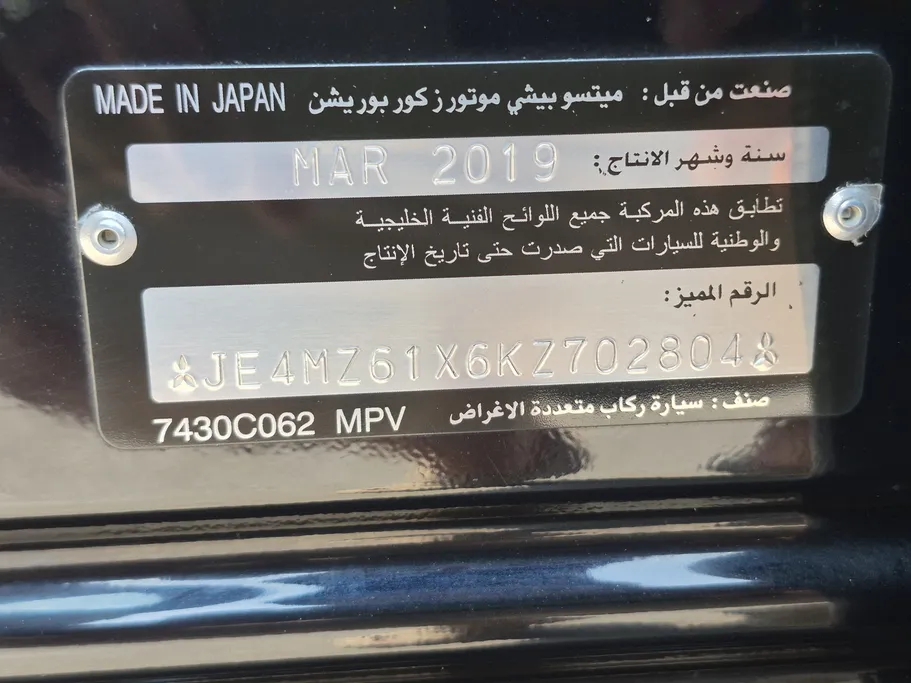 MADE IN JAPAN صنعت من قبل: ميتسو بيشي موتورز كور بوريشن
سنة وشهر الانتاج: MAR 2019
تطابق هذه المركبة جميع اللوائح الفنية الخليجية
والوطنية للسيارات التي صدرت حتى تاريخ الإنتاج
الرقم المميز:
JE4MZ61X6KZ702804
صنف: سيارة ركاب متعددة الاغراض
7430C062 MPV